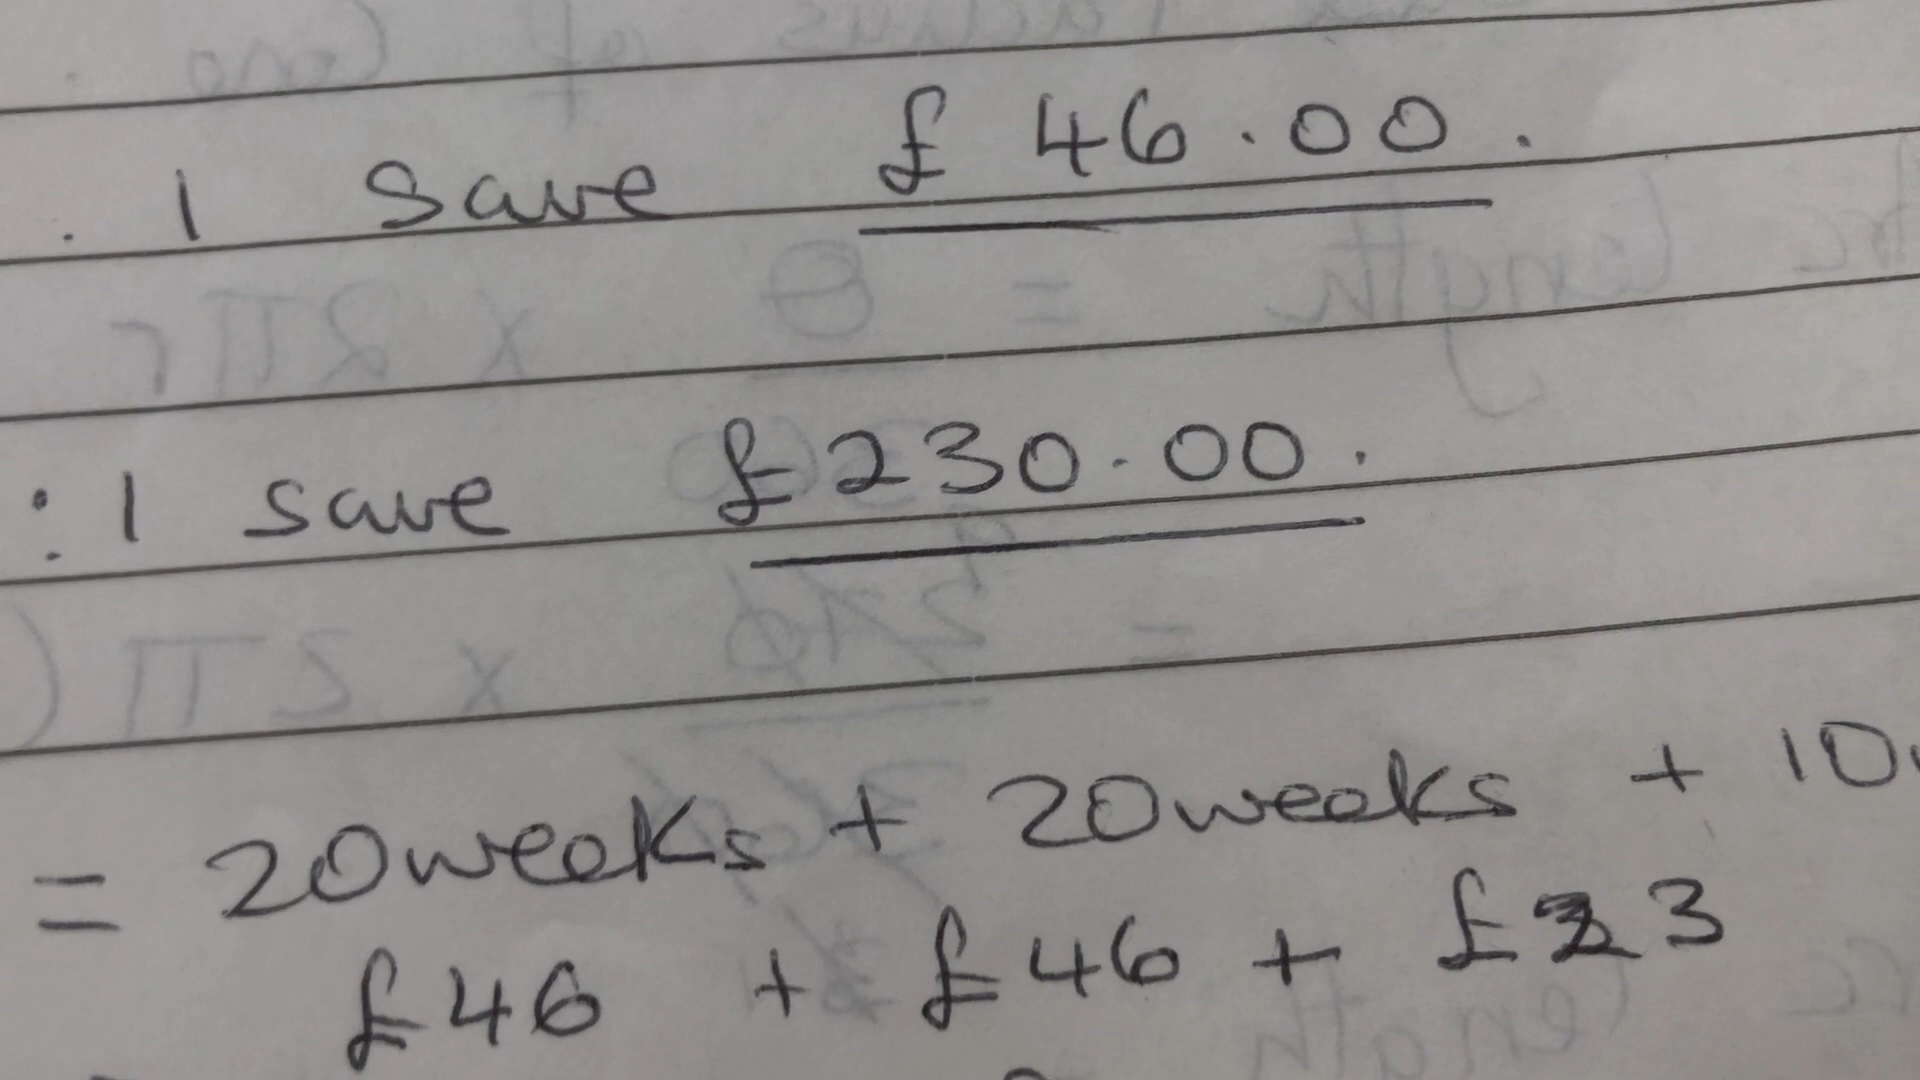 . I save £ 46.00.
: I save £230.00.
= 20weeks + 20weeks + 10
£46 + £46 + £23